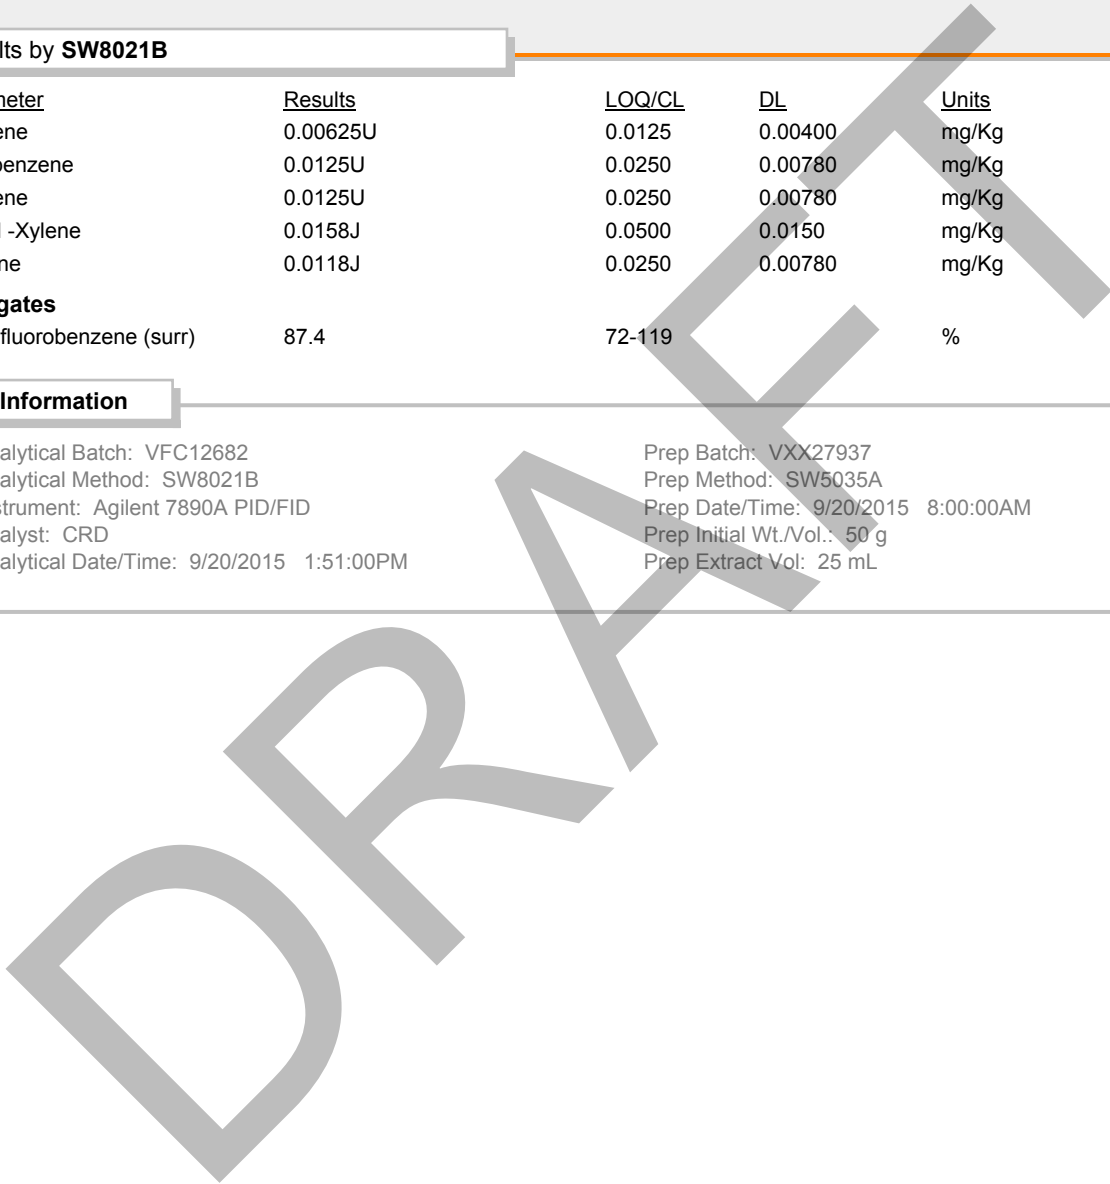 lts by SW8021B
meter Results LOQ/CL DL Units
ene 0.00625U 0.0125 0.00400 mg/Kg
benzene 0.0125U 0.0250 0.00780 mg/Kg
ene 0.0125U 0.0250 0.00780 mg/Kg
-Xylene 0.0158J 0.0500 0.0150 mg/Kg
ne 0.0118J 0.0250 0.00780 mg/Kg
gates
fluorobenzene (surr) 87.4 72-119 %
Information
alytical Batch: VFC12682 Prep Batch: VXX27937
alytical Method: SW8021B Prep Method: SW5035A
strument: Agilent 7890A PID/FID Prep Date/Time: 9/20/2015 8:00:00AM
alyst: CRD Prep Initial Wt./Vol.: 50 g
alytical Date/Time: 9/20/2015 1:51:00PM Prep Extract Vol: 25 mL
DRAFT